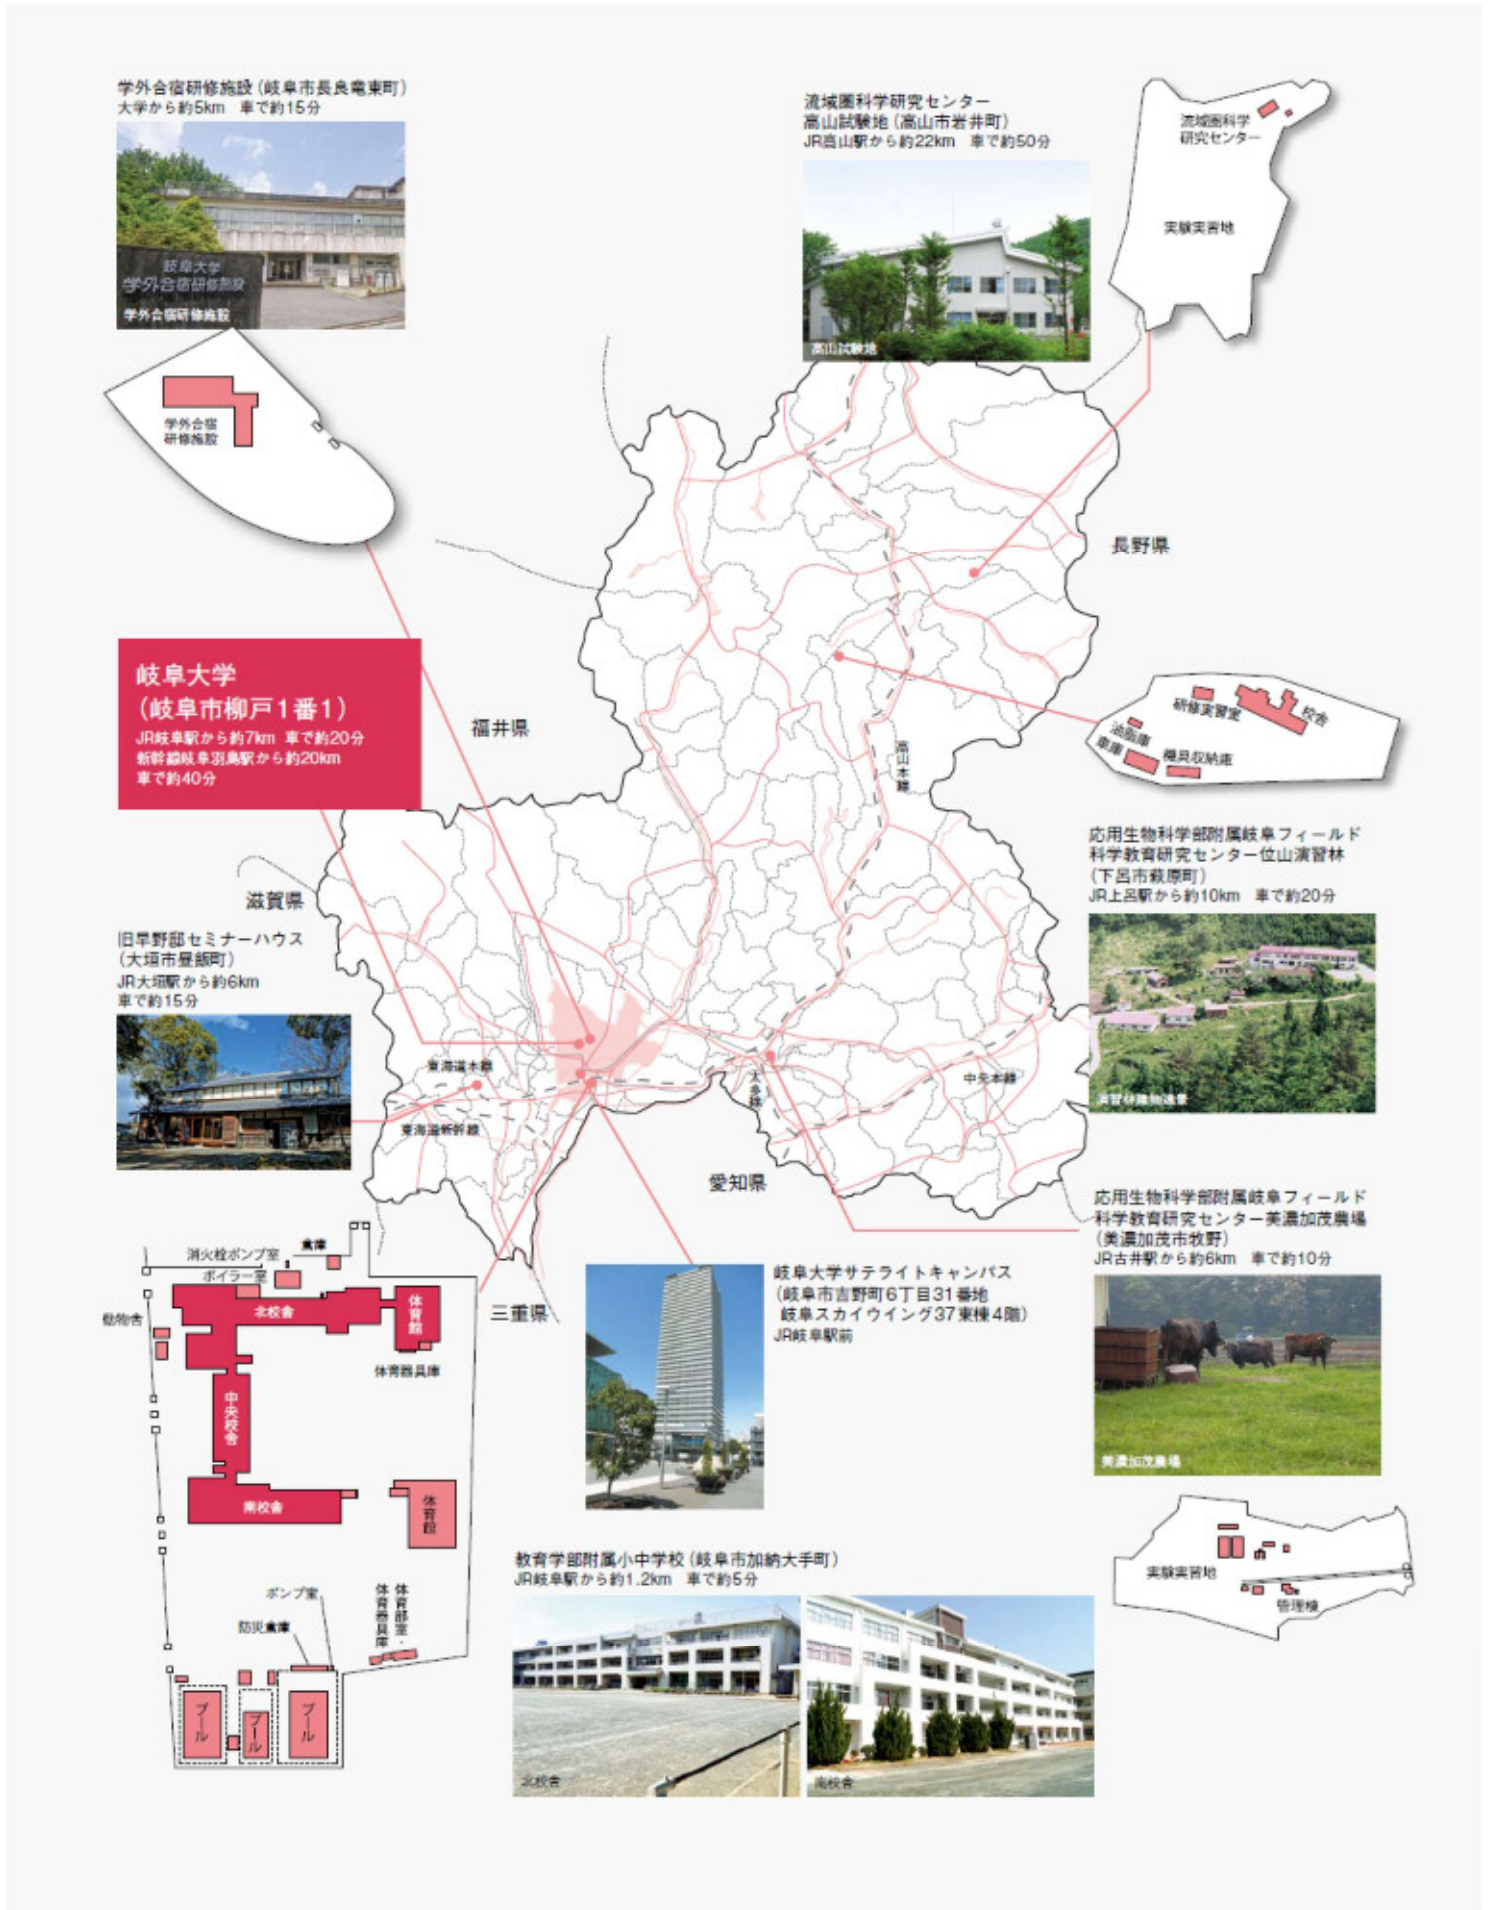 学外合宿研修施設（岐阜市長良竜東町）
大学から約5km　車で約15分
岐阜大学
学外合宿研修施設
学外合宿研修施設
学外合宿
研修施設
流域圏科学研究センター
高山試験地（高山市岩井町）
JR高山駅から約22km　車で約50分
高山試験地
流域圏科学
研究センター
実験実習地
長野県
岐阜大学
（岐阜市柳戸1番1）
JR岐阜駅から約7km　車で約20分
新幹線岐阜羽島駅から約20km
車で約40分
福井県
高山本線
研修実習室
校舎
油脂庫
車庫
機具収納庫
応用生物科学部附属岐阜フィールド
科学教育研究センター位山演習林
（下呂市萩原町）
JR上呂駅から約10km　車で約20分
演習林建物遠景
滋賀県
旧早野邸セミナーハウス
（大垣市昼飯町）
JR大垣駅から約6km
車で約15分
東海道本線
東海道新幹線
太多線
中央本線
愛知県
三重県
応用生物科学部附属岐阜フィールド
科学教育研究センター美濃加茂農場
（美濃加茂市牧野）
JR古井駅から約6km　車で約10分
美濃加茂農場
実験実習地
管理棟
岐阜大学サテライトキャンパス
（岐阜市吉野町6丁目31番地
岐阜スカイウイング37東棟4階）
JR岐阜駅前
消火栓ポンプ室
倉庫
ボイラー室
動物舎
北校舎
体育館
体育器具庫
中央校舎
南校舎
体育館
ポンプ室
防災倉庫
体育部室・
体育器具庫
プール
プール
プール
教育学部附属小中学校（岐阜市加納大手町）
JR岐阜駅から約1.2km　車で約5分
北校舎
南校舎